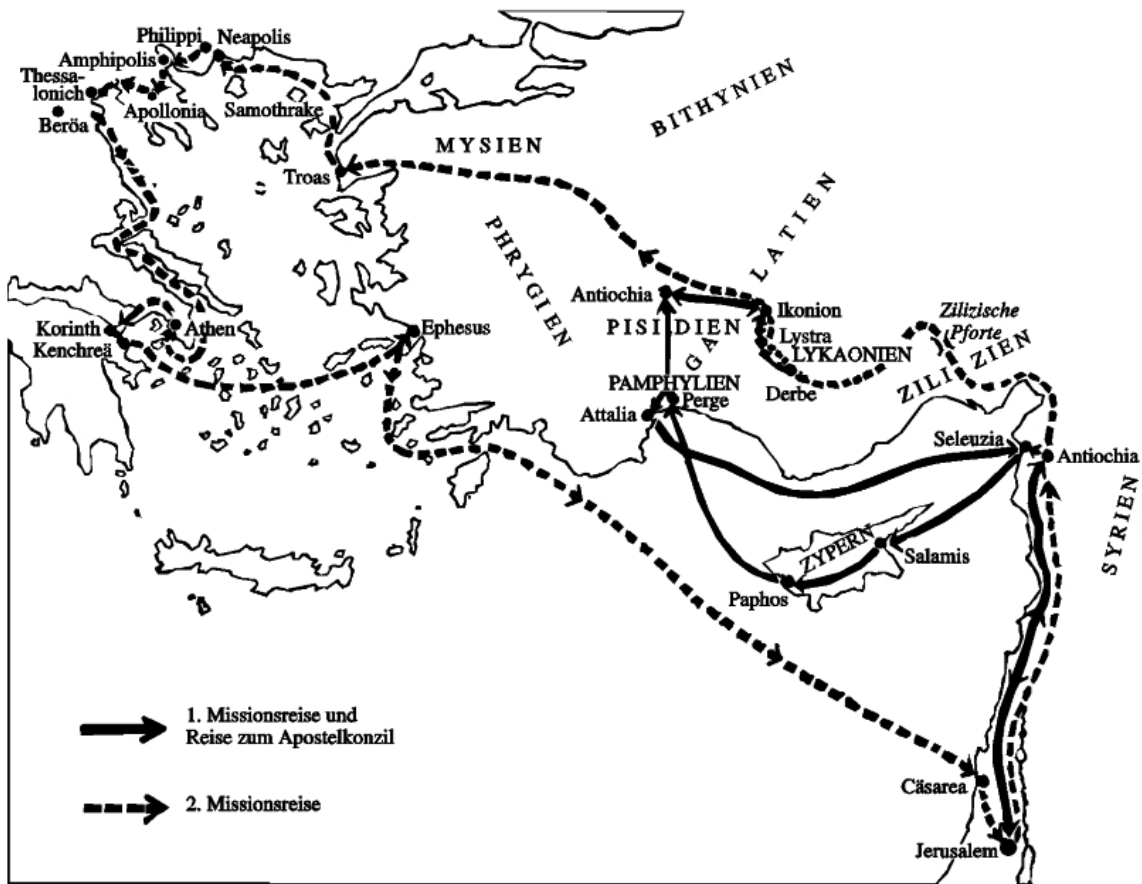 Philippi
Neapolis
Amphipolis
Thessa-
lonich
Beröa
Apollonia
Samothrake
Troas
MYSIEN
BITHYNIEN
PHRYGIEN
GA
LATIEN
Antiochia
Ikonion
PISIDIEN
Lystra
LYKAONIEN
Derbe
Zilizische
Pforte
ZILIZIEN
Korinth
Kenchreä
Athen
Ephesus
PAMPHYLIEN
Perge
Attalia
Seleuzia
Antiochia
SYRIEN
ZYPERN
Salamis
Paphos
1. Missionsreise und
Reise zum Apostelkonzil
2. Missionsreise
Cäsarea
Jerusalem